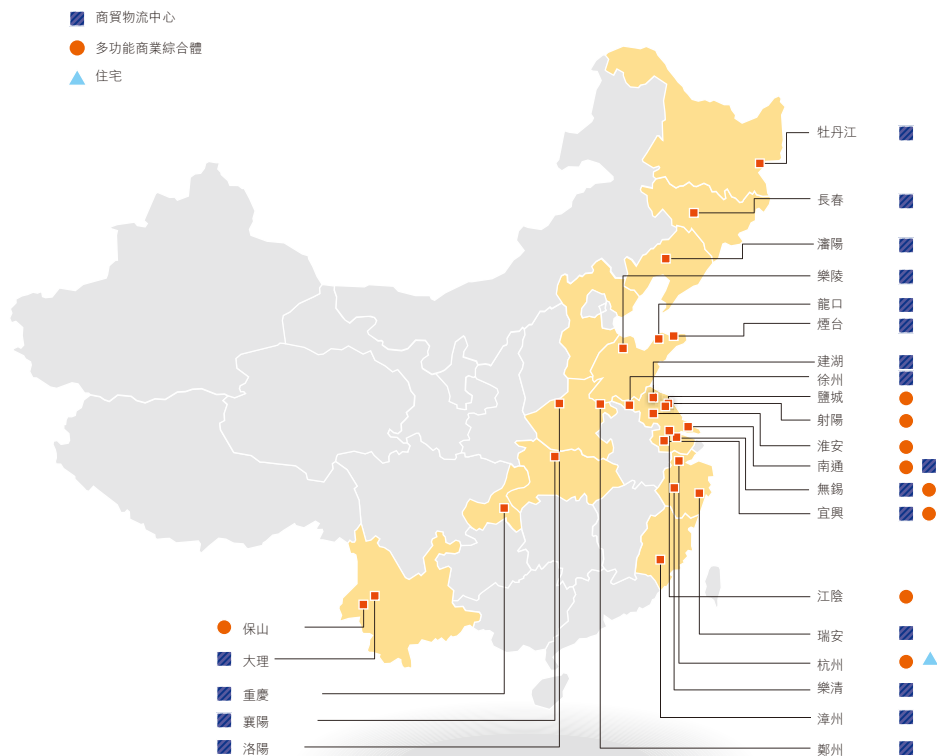 商貿物流中心
多功能商業綜合體
住宅
牡丹江
長春
瀋陽
樂陵
龍口
煙台
建湖
徐州
鹽城
射陽
淮安
南通
無錫
宜興
江陰
瑞安
杭州
樂清
漳州
鄭州
保山
大理
重慶
襄陽
洛陽